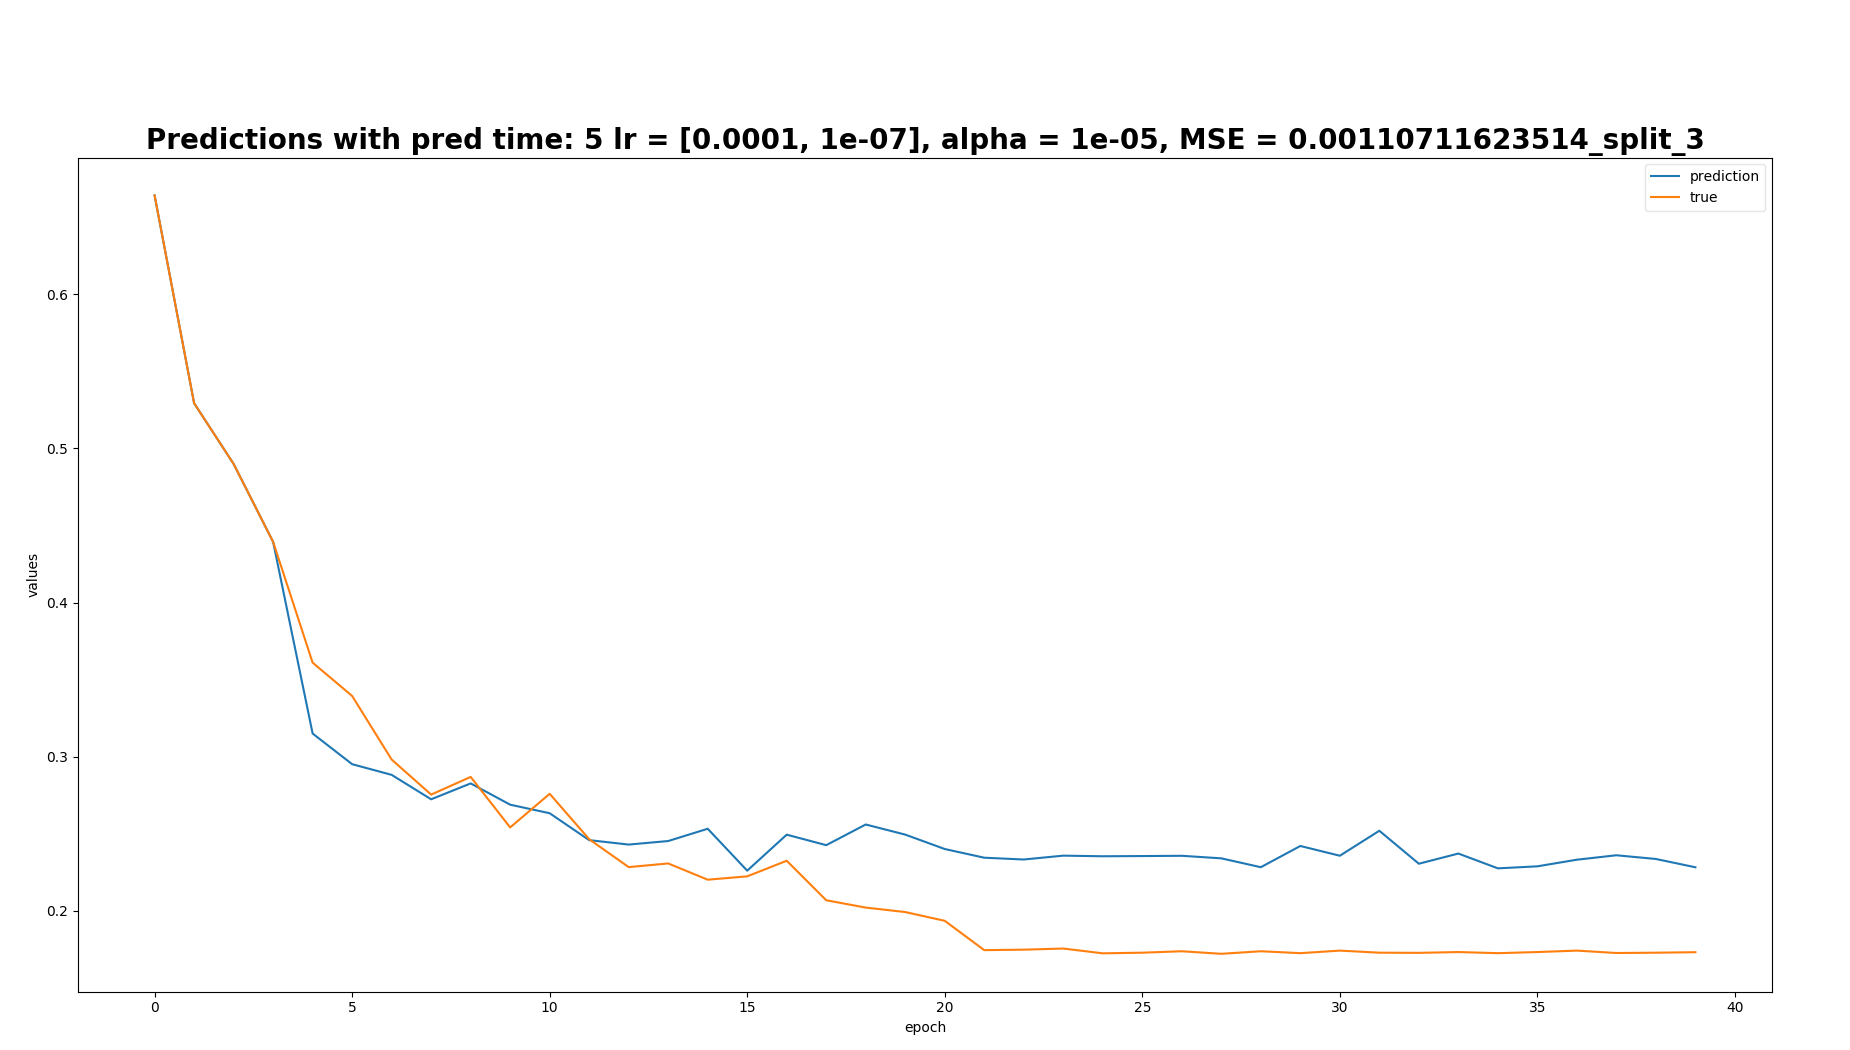 Predictions with pred time: 5 lr = [0.0001, 1e-07], alpha = 1e-05, MSE = 0.00110711623514_split_3
prediction
true
values
0.6
0.5
0.4
0.3
0.2
0 5 10 15 20 25 30 35 40
epoch